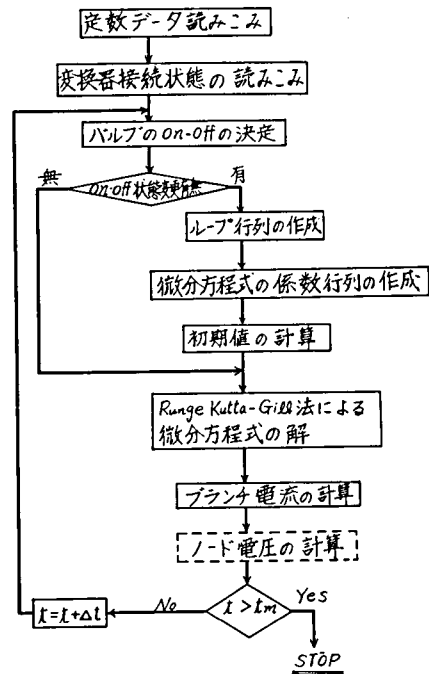 定数データ読みこみ
変換器接続状態の読みこみ
バルブのon-offの決定
無
on-off状態変更有無
有
ループ行列の作成
微分方程式の係数行列の作成
初期値の計算
Runge Kutta-Gill法による
微分方程式の解
ブランチ電流の計算
ノード電圧の計算
t=t+Δt
No
t>tm
Yes
STOP